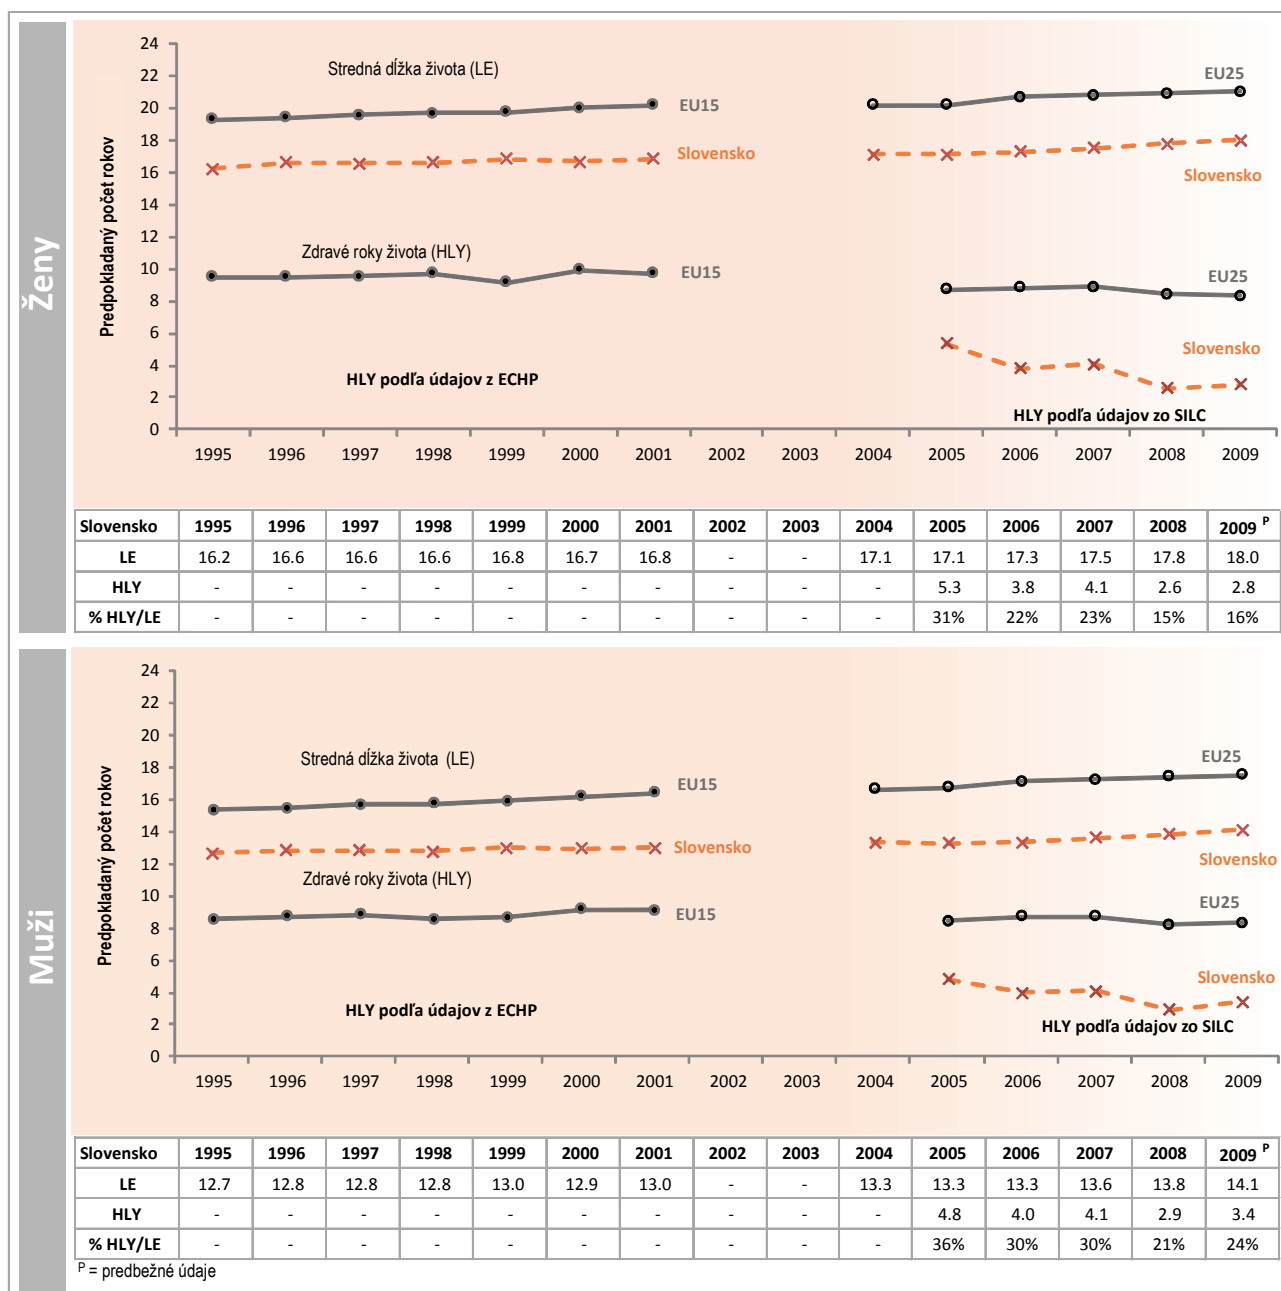 Ženy
Predpokladaný počet rokov
24
22
20
18
16
14
12
10
8
6
4
2
0
Stredná dĺžka života (LE)
EU15
EU25
Slovensko
Slovensko
Zdravé roky života (HLY)
EU15
EU25
Slovensko
HLY podľa údajov z ECHP
HLY podľa údajov zo SILC
1995 1996 1997 1998 1999 2000 2001 2002 2003 2004 2005 2006 2007 2008 2009
Slovensko 1995 1996 1997 1998 1999 2000 2001 2002 2003 2004 2005 2006 2007 2008 2009 P
LE 16.2 16.6 16.6 16.6 16.8 16.7 16.8 - - 17.1 17.1 17.3 17.5 17.8 18.0
HLY - - - - - - - - - - 5.3 3.8 4.1 2.6 2.8
% HLY/LE - - - - - - - - - - 31% 22% 23% 15% 16%
Muži
Predpokladaný počet rokov
24
22
20
18
16
14
12
10
8
6
4
2
0
Stredná dĺžka života (LE)
EU15
EU25
Slovensko
Slovensko
Zdravé roky života (HLY)
EU15
EU25
Slovensko
HLY podľa údajov z ECHP
HLY podľa údajov zo SILC
1995 1996 1997 1998 1999 2000 2001 2002 2003 2004 2005 2006 2007 2008 2009
Slovensko 1995 1996 1997 1998 1999 2000 2001 2002 2003 2004 2005 2006 2007 2008 2009 P
LE 12.7 12.8 12.8 12.8 13.0 12.9 13.0 - - 13.3 13.3 13.3 13.6 13.8 14.1
HLY - - - - - - - - - - 4.8 4.0 4.1 2.9 3.4
% HLY/LE - - - - - - - - - - 36% 30% 30% 21% 24%
P = predbežné údaje